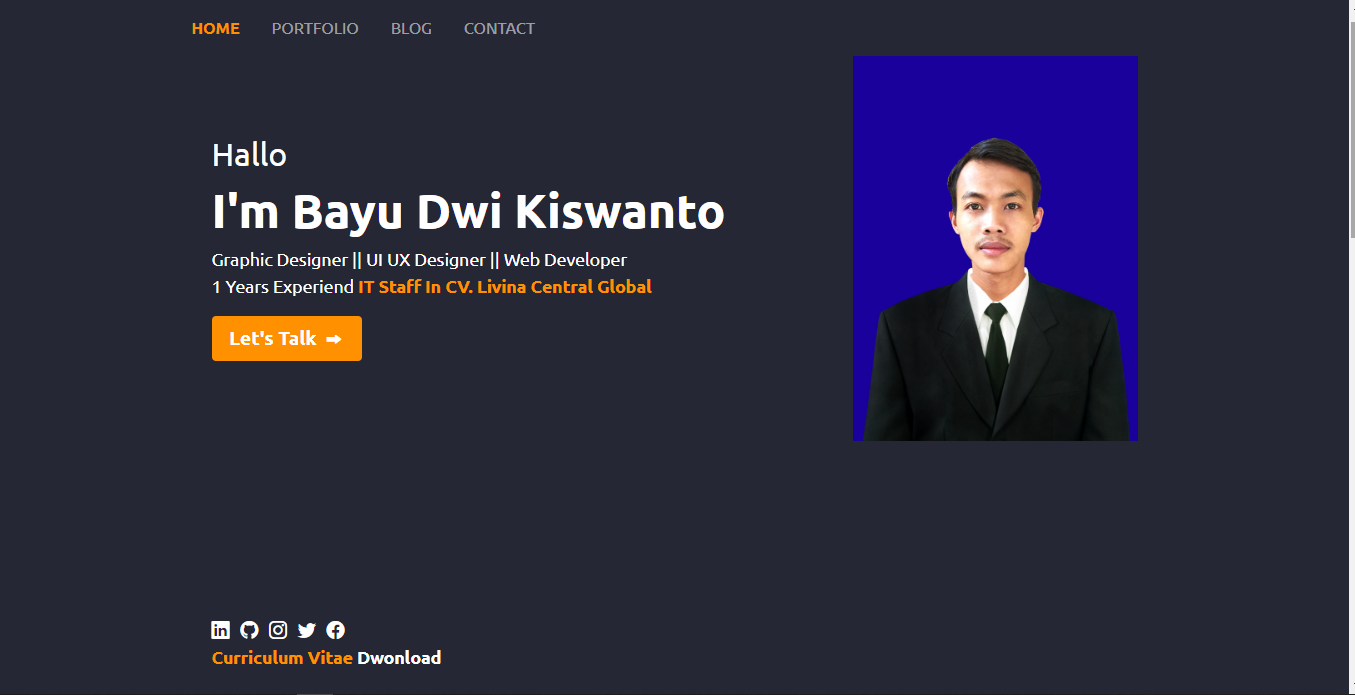 HOME PORTFOLIO BLOG CONTACT
Hallo
I'm Bayu Dwi Kiswanto
Graphic Designer || UI UX Designer || Web Developer
1 Years Experiend IT Staff In CV. Livina Central Global
Let's Talk ➡
in
Curriculum Vitae Dwonload